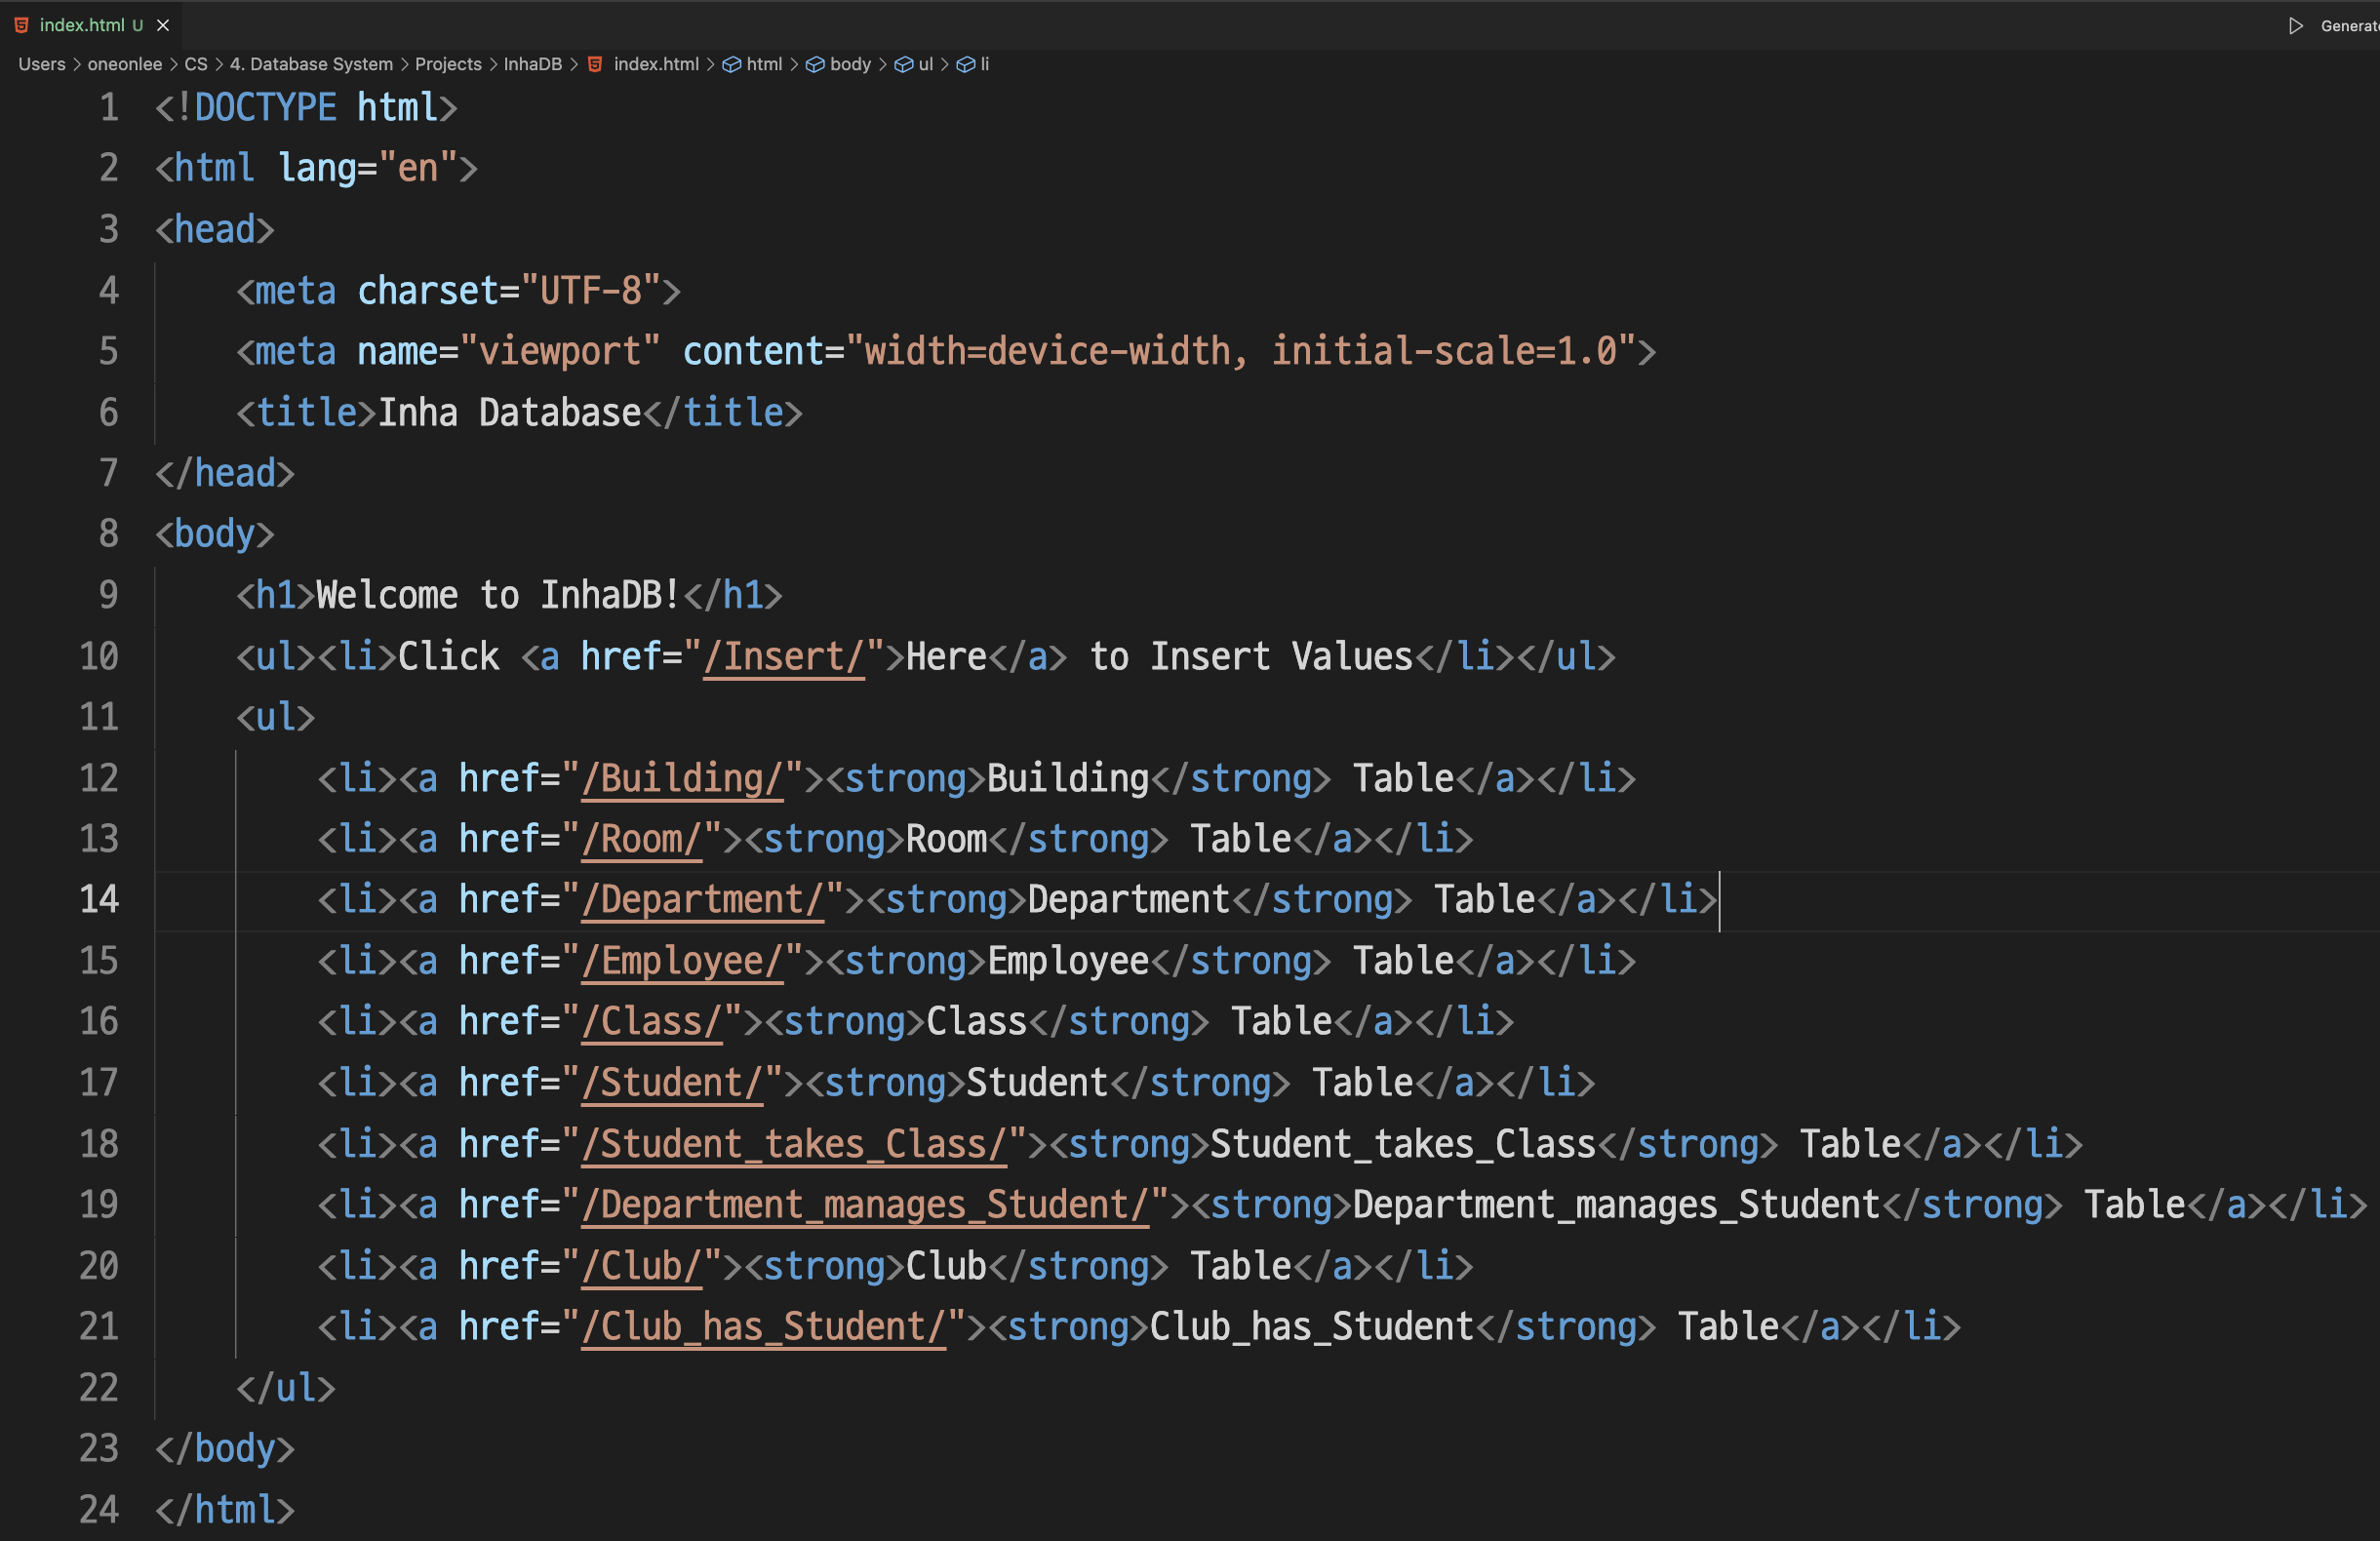 index.html U
Generat
Users > oneonlee > CS > 4. Database System > Projects > InhaDB > index.html > html > body > ul > li
1 <!DOCTYPE html>
2 <html lang="en">
3 <head>
4     <meta charset="UTF-8">
5     <meta name="viewport" content="width=device-width, initial-scale=1.0">
6     <title>Inha Database</title>
7 </head>
8 <body>
9     <h1>Welcome to InhaDB!</h1>
10     <ul><li>Click <a href="/Insert/">Here</a> to Insert Values</li></ul>
11     <ul>
12         <li><a href="/Building/"><strong>Building</strong> Table</a></li>
13         <li><a href="/Room/"><strong>Room</strong> Table</a></li>
14         <li><a href="/Department/"><strong>Department</strong> Table</a></li>
15         <li><a href="/Employee/"><strong>Employee</strong> Table</a></li>
16         <li><a href="/Class/"><strong>Class</strong> Table</a></li>
17         <li><a href="/Student/"><strong>Student</strong> Table</a></li>
18         <li><a href="/Student_takes_Class/"><strong>Student_takes_Class</strong> Table</a></li>
19         <li><a href="/Department_manages_Student/"><strong>Department_manages_Student</strong> Table</a></li>
20         <li><a href="/Club/"><strong>Club</strong> Table</a></li>
21         <li><a href="/Club_has_Student/"><strong>Club_has_Student</strong> Table</a></li>
22     </ul>
23 </body>
24 </html>